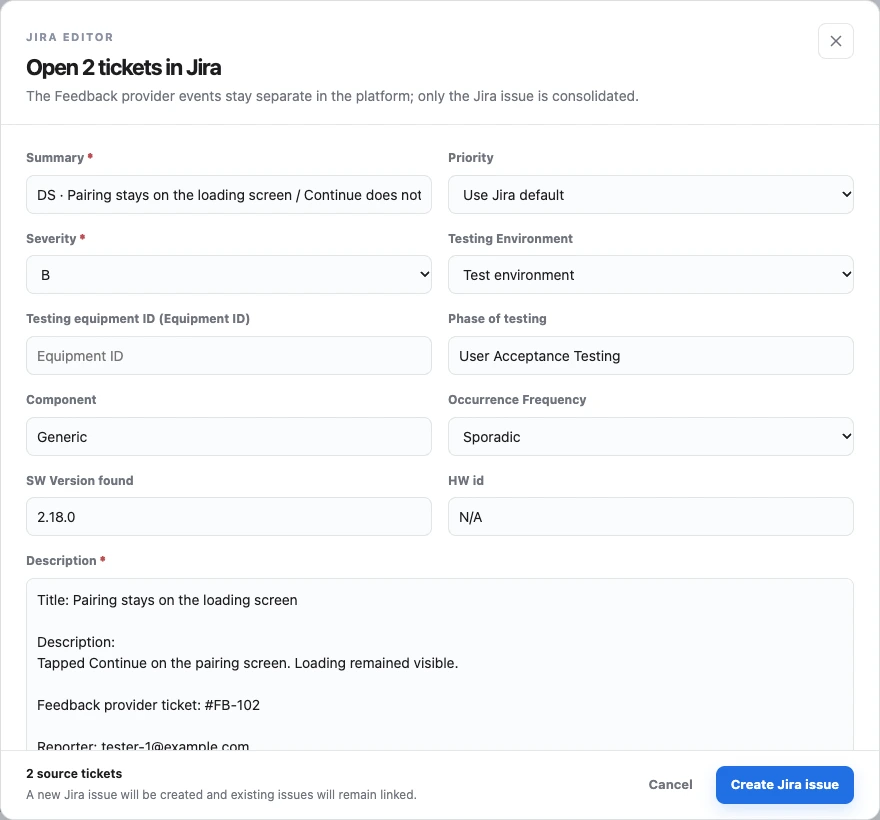 JIRA EDITOR
Open 2 tickets in Jira
The Feedback provider events stay separate in the platform; only the Jira issue is consolidated.
Summary *
Priority
DS · Pairing stays on the loading screen / Continue does not
Use Jira default
Severity *
Testing Environment
B
Test environment
Testing equipment ID (Equipment ID)
Phase of testing
Equipment ID
User Acceptance Testing
Component
Occurrence Frequency
Generic
Sporadic
SW Version found
HW id
2.18.0
N/A
Description *
Title: Pairing stays on the loading screen
Description:
Tapped Continue on the pairing screen. Loading remained visible.
Feedback provider ticket: #FB-102
Reporter: tester-1@example.com
2 source tickets
A new Jira issue will be created and existing issues will remain linked.
Cancel
Create Jira issue